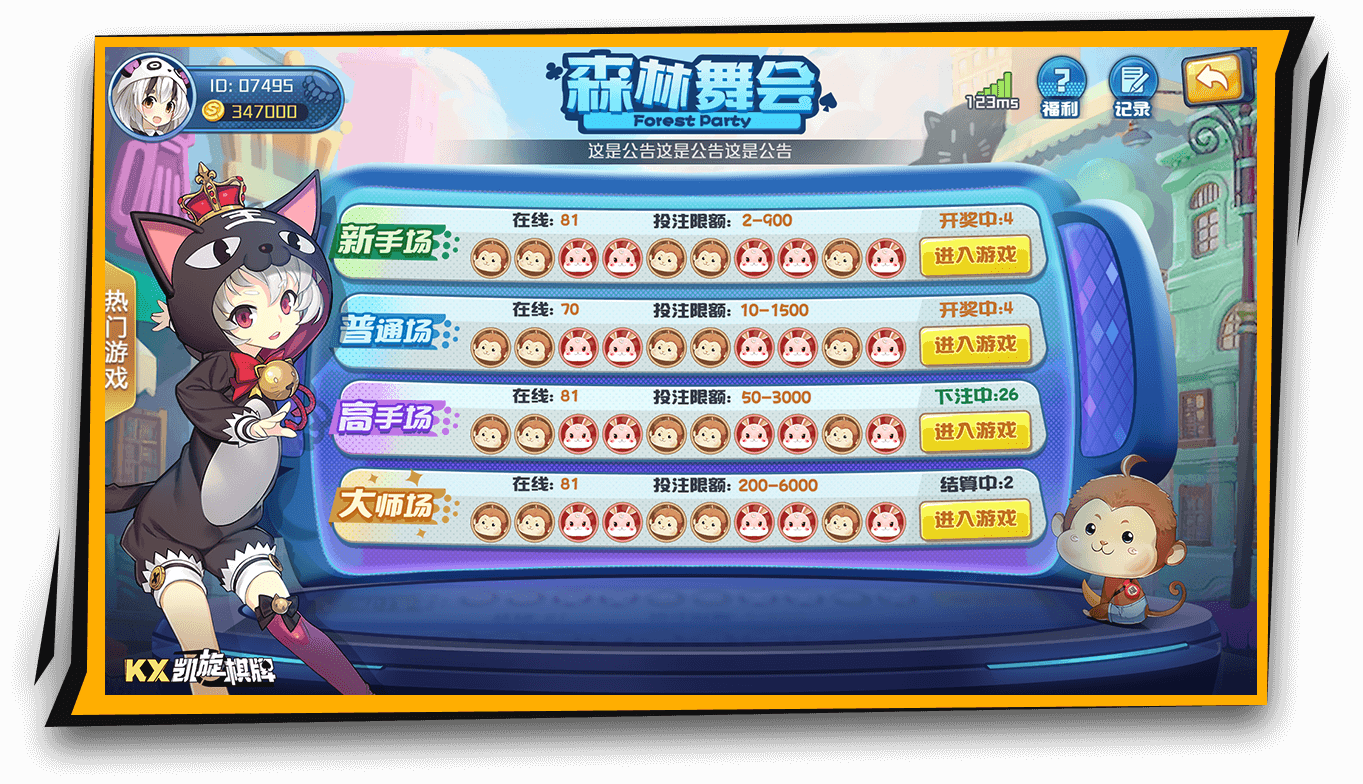 ID: 07495
347000
森林舞会
Forest Party
123ms
福利
记录
这是公告这是公告这是公告
热门游戏
新手场
在线: 81
投注限额: 2-900
开奖中:4
进入游戏
普通场
在线: 70
投注限额: 10-1500
开奖中:4
进入游戏
高手场
在线: 81
投注限额: 50-3000
下注中:26
进入游戏
大师场
在线: 81
投注限额: 200-6000
结算中:2
进入游戏
KX凯旋棋牌